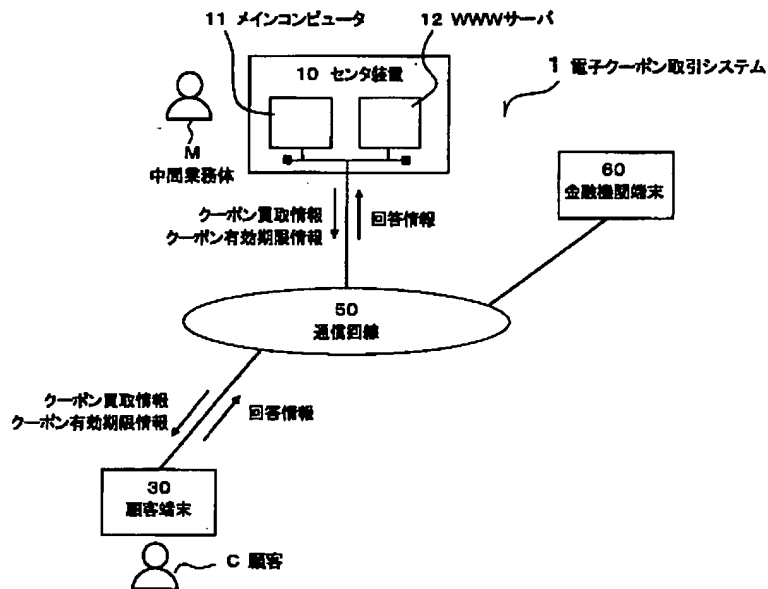 11 メインコンピュータ
12 WWWサーバ
10 センタ装置
1 電子クーポン取引システム
M
中間業務体
60
金融機関端末
クーポン買取情報
クーポン有効期限情報
回答情報
50
通信回線
クーポン買取情報
クーポン有効期限情報
回答情報
30
顧客端末
C 顧客